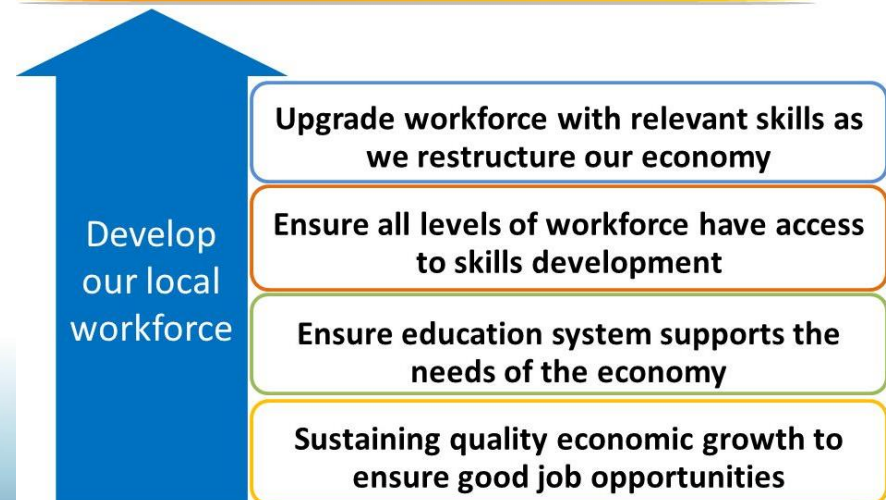 Develop
our local
workforce
Upgrade workforce with relevant skills as
we restructure our economy
Ensure all levels of workforce have access
to skills development
Ensure education system supports the
needs of the economy
Sustaining quality economic growth to
ensure good job opportunities